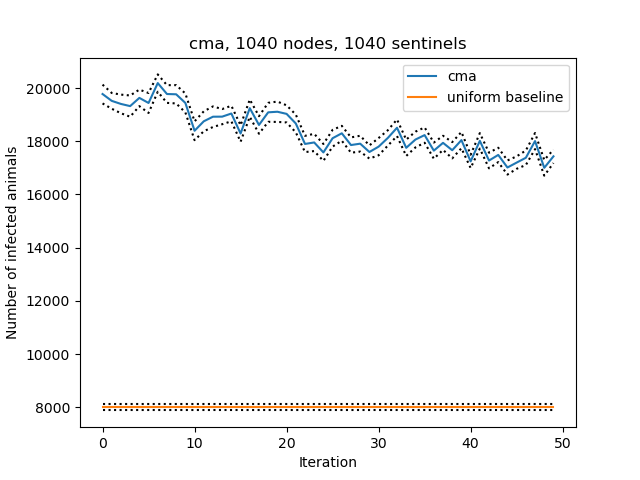 cma, 1040 nodes, 1040 sentinels
cma
uniform baseline
Number of infected animals
20000
18000
16000
14000
12000
10000
8000
0 10 20 30 40 50
Iteration